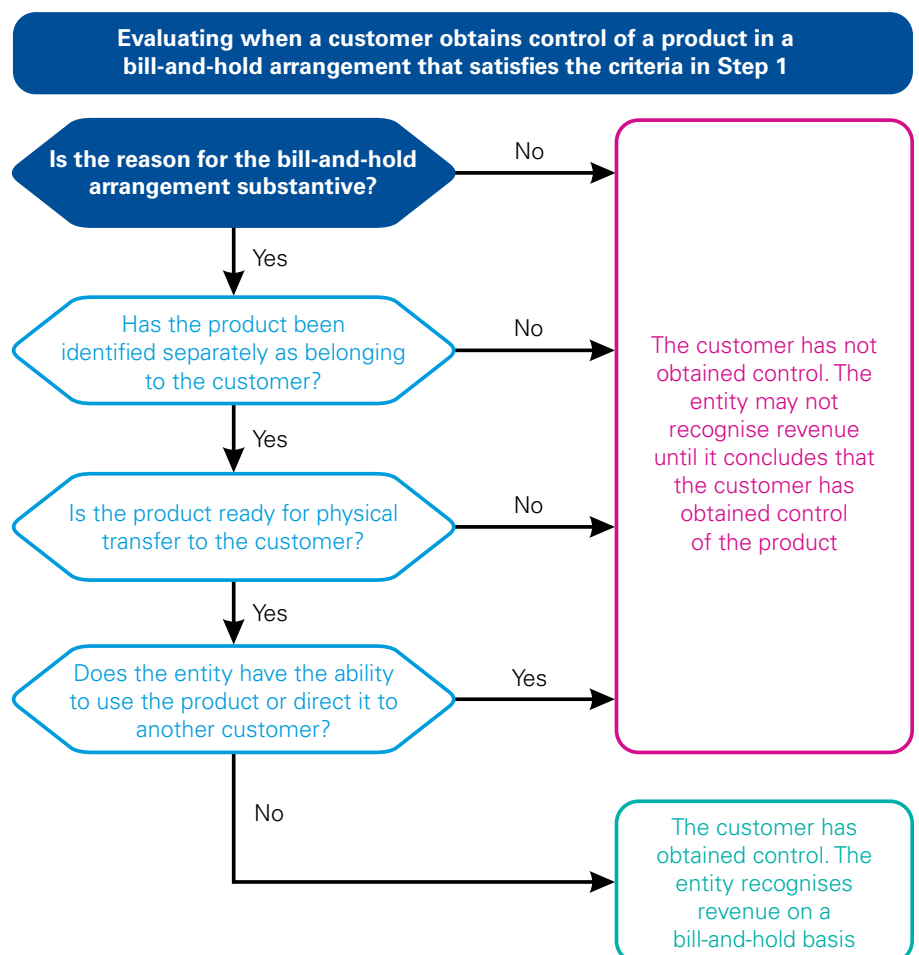 Evaluating when a customer obtains control of a product in a
bill-and-hold arrangement that satisfies the criteria in Step 1
Is the reason for the bill-and-hold
arrangement substantive?
No
Yes
Has the product been
identified separately as belonging
to the customer?
No
Yes
Is the product ready for physical
transfer to the customer?
No
Yes
Does the entity have the ability
to use the product or direct it to
another customer?
Yes
No
The customer has not
obtained control. The
entity may not
recognise revenue
until it concludes that
the customer has
obtained control
of the product
The customer has
obtained control. The
entity recognises
revenue on a
bill-and-hold basis